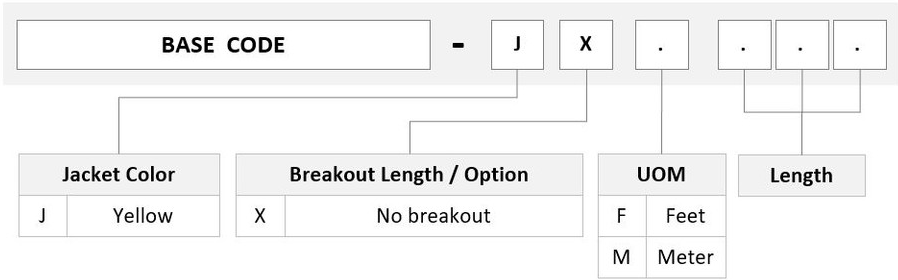 BASE CODE - J X . . . .
Jacket Color Breakout Length / Option UOM Length
J Yellow X No breakout F Feet
M Meter